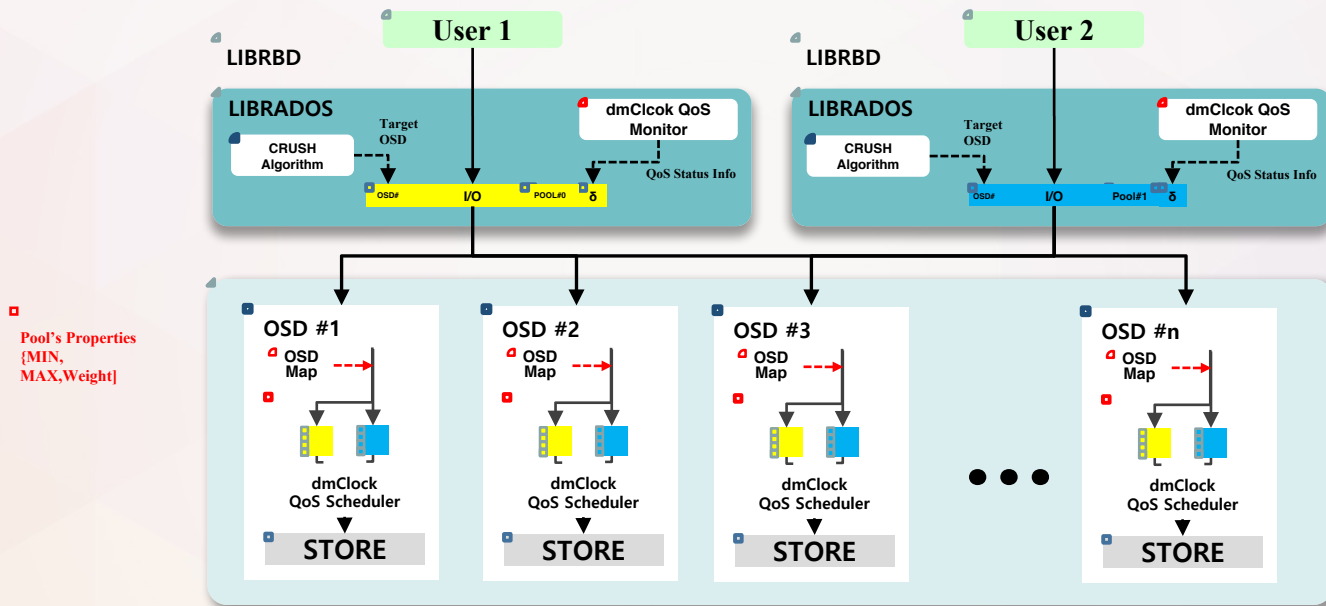 User 1
User 2
LIBRBD
LIBRBD
LIBRADOS
dmClcok QoS
Monitor
Target
OSD
CRUSH
Algorithm
QoS Status Info
OSD#
I/O
POOL#0
δ
LIBRADOS
dmClcok QoS
Monitor
Target
OSD
CRUSH
Algorithm
QoS Status Info
OSD#
I/O
Pool#1
δ
Pool's Properties
{MIN,
MAX,Weight]
OSD #1
OSD
Map
dmClock
QoS Scheduler
STORE
OSD #2
OSD
Map
dmClock
QoS Scheduler
STORE
OSD #3
OSD
Map
dmClock
QoS Scheduler
STORE
OSD #n
OSD
Map
dmClock
QoS Scheduler
STORE